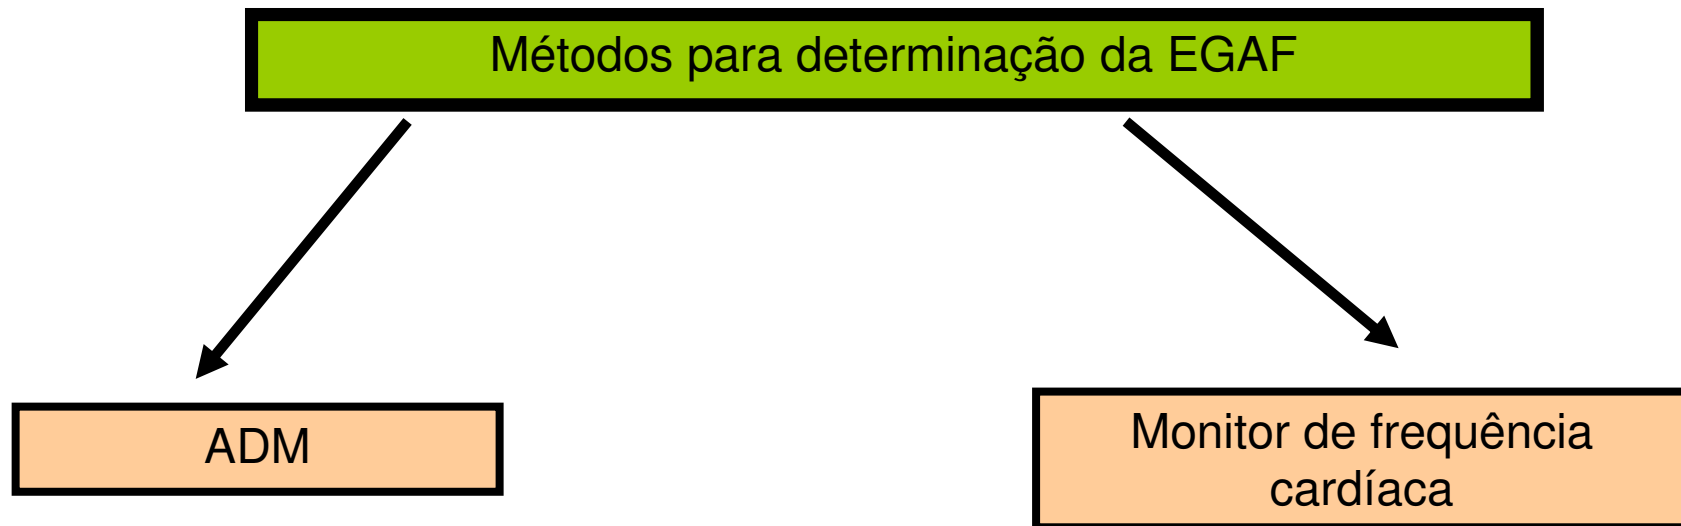 Métodos para determinação da EGAF
ADM
Monitor de frequência
cardíaca